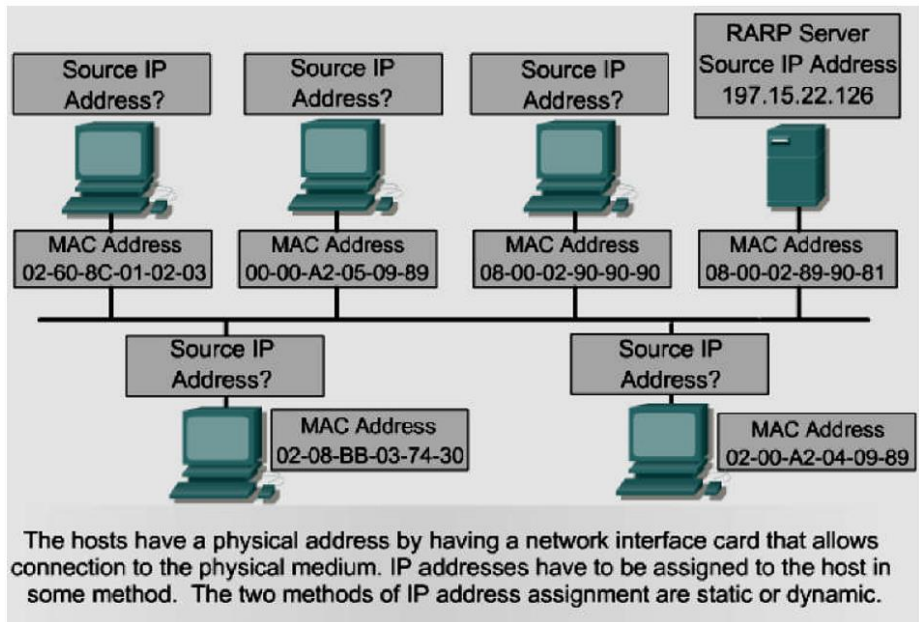 Source IP
Address?
Source IP
Address?
Source IP
Address?
RARP Server
Source IP Address
197.15.22.126
MAC Address
02-60-8C-01-02-03
MAC Address
00-00-A2-05-09-89
MAC Address
08-00-02-90-90-90
MAC Address
08-00-02-89-90-81
Source IP
Address?
Source IP
Address?
MAC Address
02-08-BB-03-74-30
MAC Address
02-00-A2-04-09-89
The hosts have a physical address by having a network interface card that allows
connection to the physical medium. IP addresses have to be assigned to the host in
some method. The two methods of IP address assignment are static or dynamic.